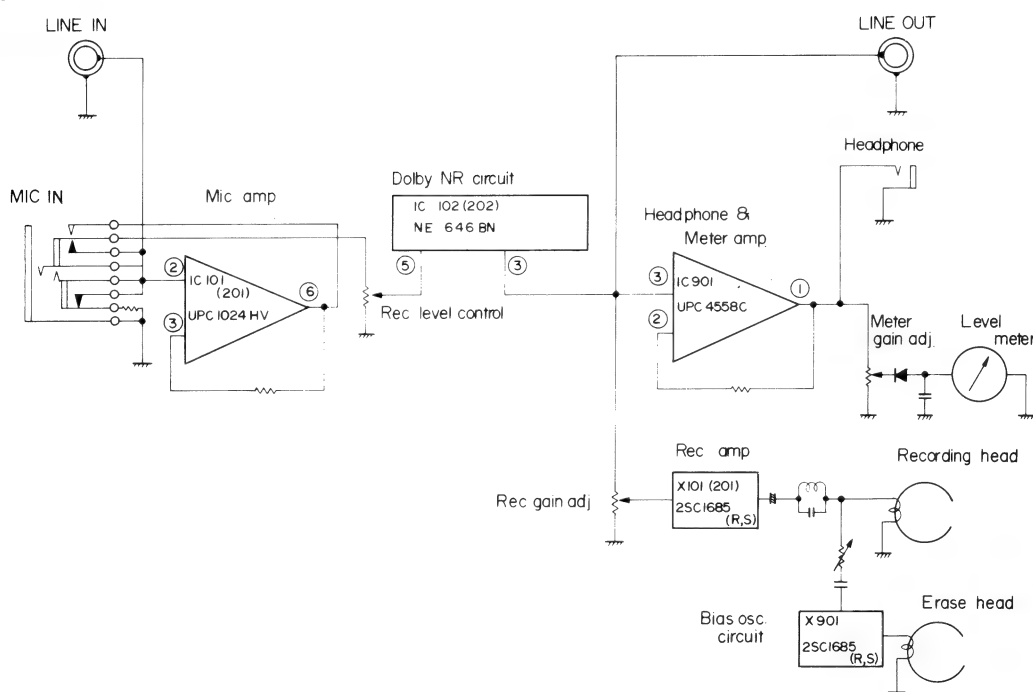 LINE IN
LINE OUT
Headphone
MIC IN
Mic amp
Dolby NR circuit
IC 102 (202)
NE 646 BN
Headphone &
Meter amp
②
IC 101
(201)
⑥
UPC 1024 HV
③
⑤
③
Rec level control
③
IC 901
①
UPC 4558C
②
Meter
gain adj.
Level
meter
Rec amp
Recording head
X101 (201)
2SC1685
(R,S)
Rec gain adj
Bias osc.
circuit
X 901
2SC1685
(R,S)
Erase head